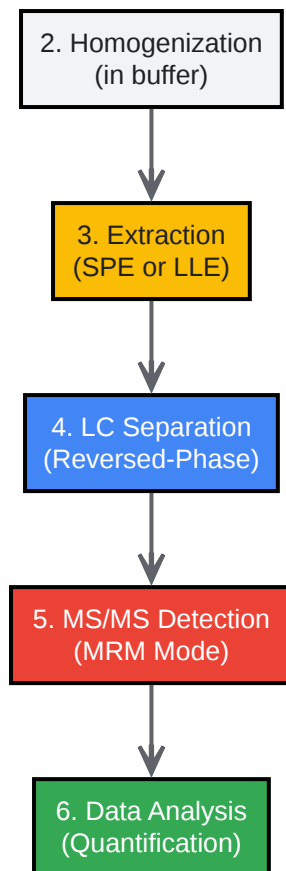 2. Homogenization
(in buffer)
3. Extraction
(SPE or LLE)
4. LC Separation
(Reversed-Phase)
5. MS/MS Detection
(MRM Mode)
6. Data Analysis
(Quantification)